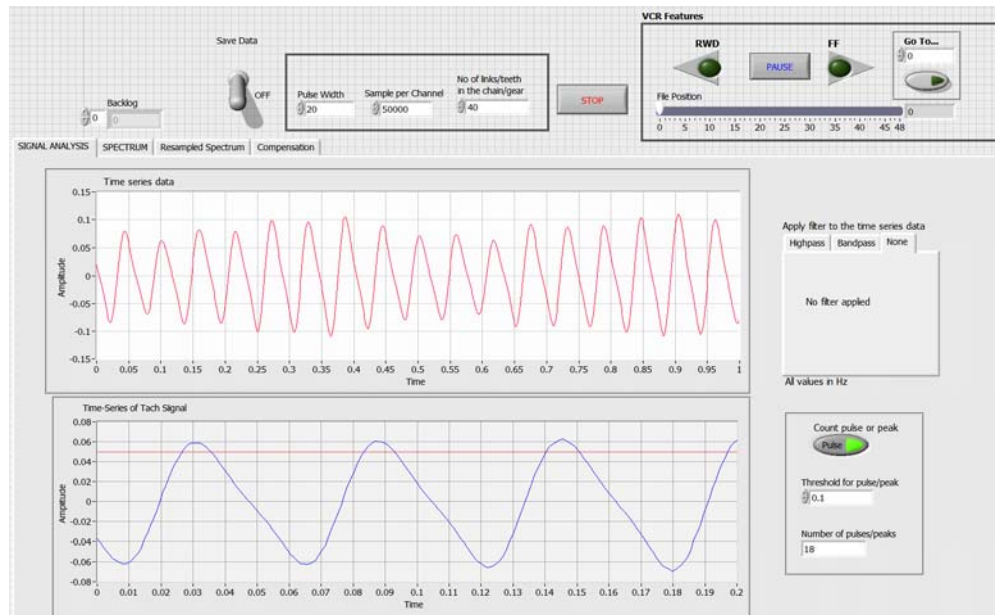 VCR Features
Save Data
RWD
FF
Go To...
0
PAUSE
OFF
Pulse Width
Sample per Channel
No of links/teeth
in the chain/gear
20
50000
40
STOP
Backlog
0
0
File Position
0
0 5 10 15 20 25 30 35 40 45 48
SIGNAL ANALYSIS SPECTRUM Resampled Spectrum Compensation
Time series data
0.15
0.1
0.05
0
-0.05
-0.1
-0.15
Amplitude
0 0.05 0.1 0.15 0.2 0.25 0.3 0.35 0.4 0.45 0.5 0.55 0.6 0.65 0.7 0.75 0.8 0.85 0.9 0.95 1
Time
Apply filter to the time series data
Highpass Bandpass None
No filter applied
All values in Hz
Time-Series of Tach Signal
0.08
0.06
0.04
0.02
0
-0.02
-0.04
-0.06
-0.08
Amplitude
0 0.01 0.02 0.03 0.04 0.05 0.06 0.07 0.08 0.09 0.1 0.11 0.12 0.13 0.14 0.15 0.16 0.17 0.18 0.19 0.2
Time
Count pulse or peak
Pulse
Threshold for pulse/peak
0.1
Number of pulses/peaks
18